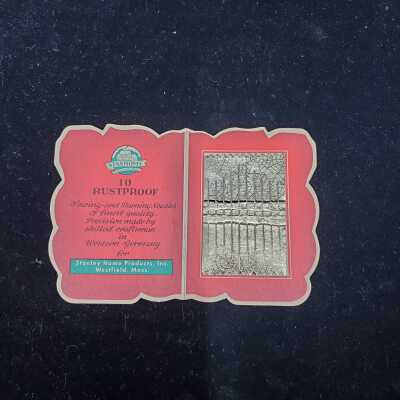 STANHOME
10
RUSTPROOF
Sewing-and Darning Needles
of finest quality.
Precision made by
skilled craftsmen
in
Western Germany
for
Stanley Home Products, Inc.
Westfield, Mass.